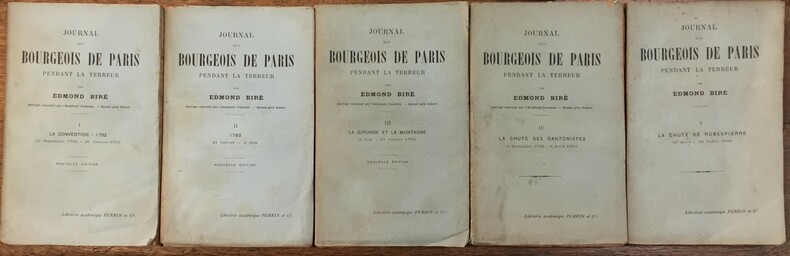 JOURNAL
D'UN
BOURGEOIS DE PARIS
PENDANT LA TERREUR
PAR
EDMOND BIRÉ
I
LA CONVENTION - 1792
NOUVELLE ÉDITION
Librairie académique PERRIN et Cie.
JOURNAL
D'UN
BOURGEOIS DE PARIS
PENDANT LA TERREUR
PAR
EDMOND BIRÉ
II
1793
NOUVELLE ÉDITION
Librairie académique PERRIN et Cie.
JOURNAL
D'UN
BOURGEOIS DE PARIS
PENDANT LA TERREUR
PAR
EDMOND BIRÉ
III
LA GIRONDE ET LA MONTAGNE
NOUVELLE ÉDITION
Librairie académique PERRIN et Cie.
JOURNAL
D'UN
BOURGEOIS DE PARIS
PENDANT LA TERREUR
PAR
EDMOND BIRÉ
IV
LA CHUTE DES DANTONISTES
Librairie académique PERRIN et Cie.
JOURNAL
D'UN
BOURGEOIS DE PARIS
PENDANT LA TERREUR
PAR
EDMOND BIRÉ
V
LA CHUTE DE ROBESPIERRE
Librairie académique PERRIN et Cie.